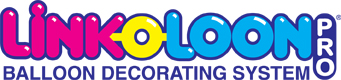 LINK-O-LOON PRO®
BALLOON DECORATING SYSTEM